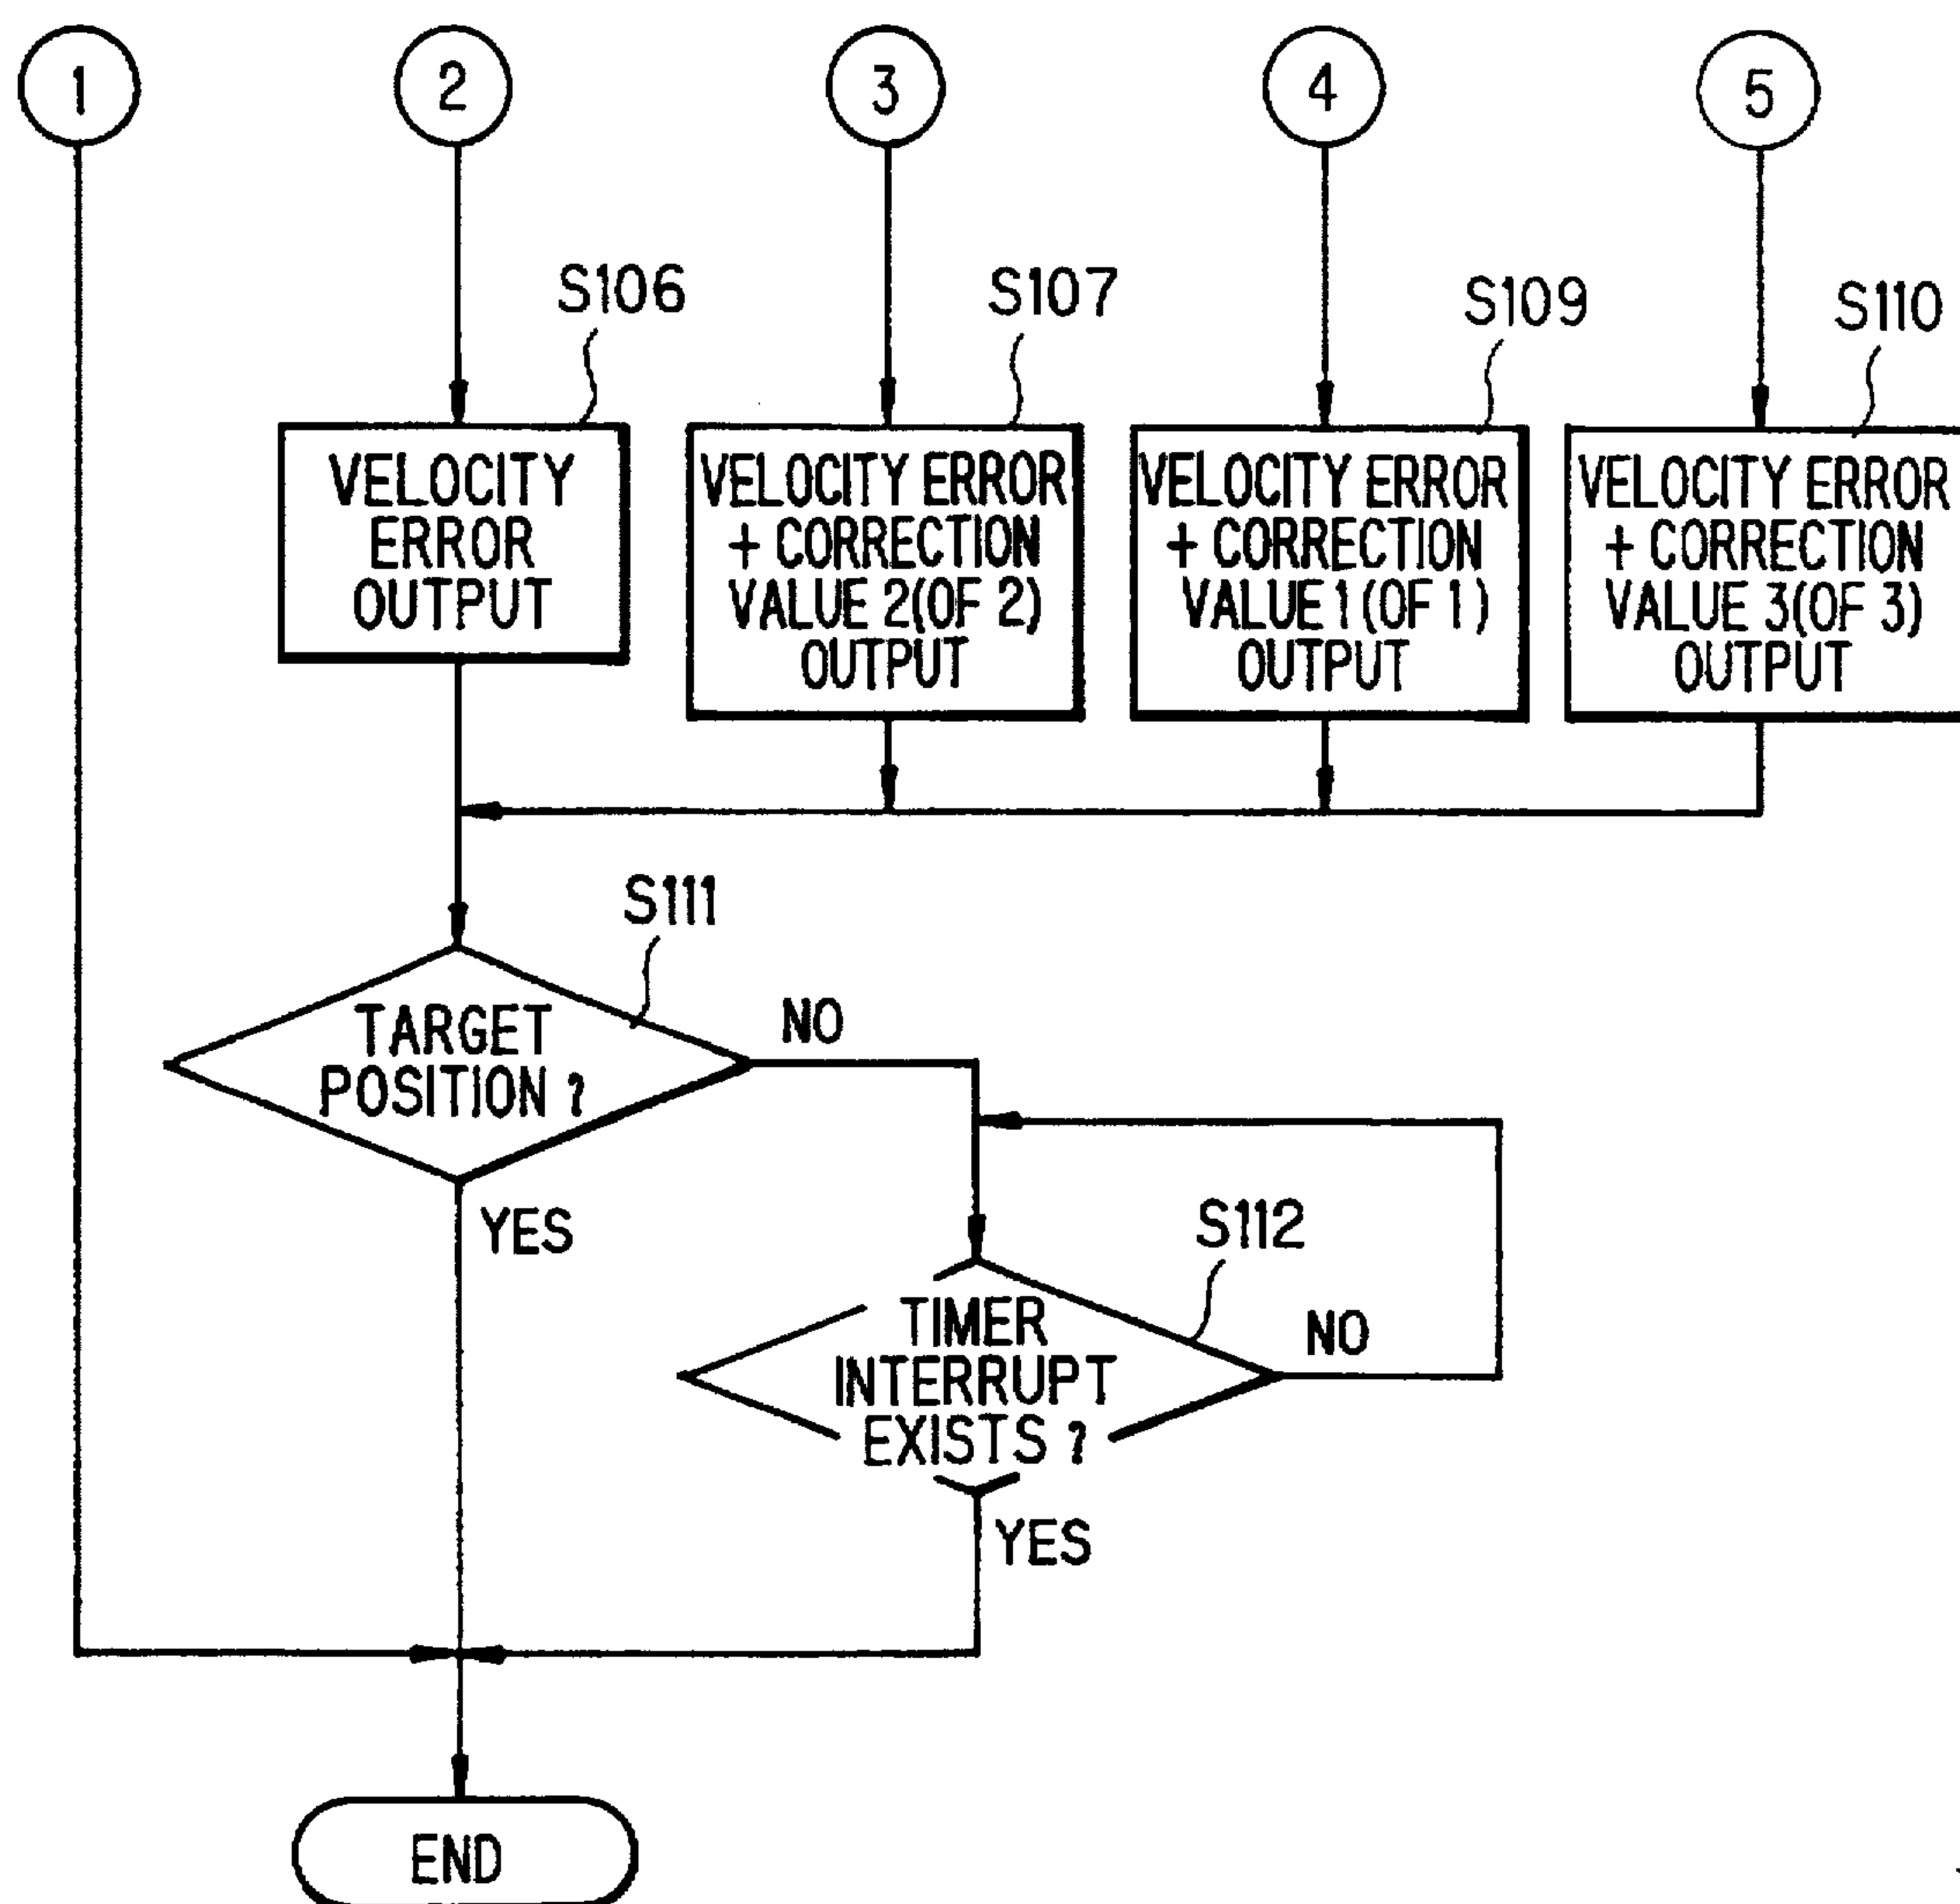 1
2
3
4
5
S106
S107
S109
S110
VELOCITY
ERROR
OUTPUT
VELOCITY ERROR
+ CORRECTION
VALUE 2(OF 2)
OUTPUT
VELOCITY ERROR
+ CORRECTION
VALUE 1(OF 1)
OUTPUT
VELOCITY ERROR
+ CORRECTION
VALUE 3(OF 3)
OUTPUT
S111
TARGET
POSITION ?
NO
YES
S112
TIMER
INTERRUPT
EXISTS ?
NO
YES
END